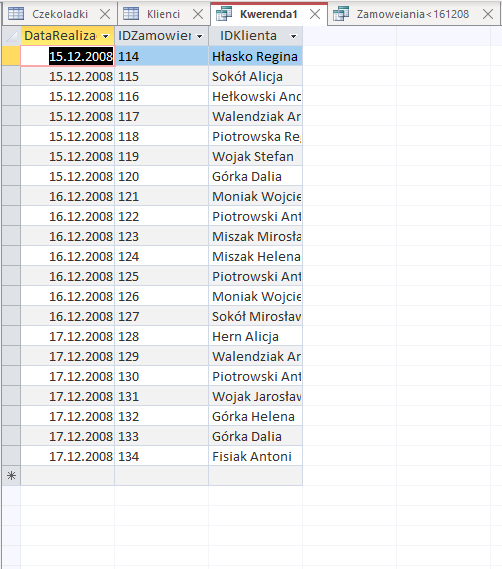 Czekoladki Klienci Kwerenda1 Zamoweiania<161208
DataRealiza IDZamowier IDKlienta
15.12.2008 114 Hłasko Regina
15.12.2008 115 Sokół Alicja
15.12.2008 116 Hełkowski Anc
15.12.2008 117 Walendziak Ar
15.12.2008 118 Piotrowska Re
15.12.2008 119 Wojak Stefan
15.12.2008 120 Górka Dalia
16.12.2008 121 Moniak Wojcie
16.12.2008 122 Piotrowski Ant
16.12.2008 123 Miszak Mirosła
16.12.2008 124 Miszak Helena
16.12.2008 125 Piotrowski Ant
16.12.2008 126 Moniak Wojcie
16.12.2008 127 Sokół Mirosław
17.12.2008 128 Hern Alicja
17.12.2008 129 Walendziak Ar
17.12.2008 130 Piotrowski Ant
17.12.2008 131 Wojak Jarosław
17.12.2008 132 Górka Helena
17.12.2008 133 Górka Dalia
17.12.2008 134 Fisiak Antoni